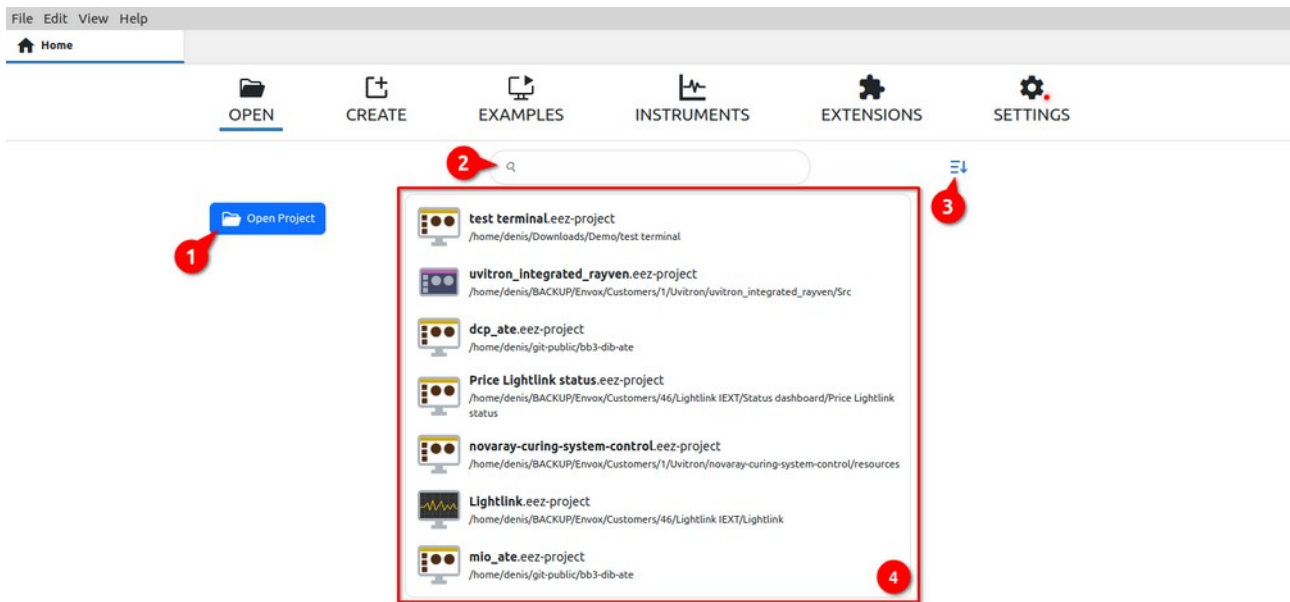 File Edit View Help
Home
OPEN CREATE EXAMPLES INSTRUMENTS EXTENSIONS SETTINGS
2
3
Open Project
1
test terminal.eez-project
/home/denis/Downloads/Demo/test terminal
uvitron_integrated_rayven.eez-project
/home/denis/BACKUP/Envox/Customers/1/Uvitron/uvitron_integrated_rayven/Src
dcp_ate.eez-project
/home/denis/git-public/bb3-dib-ate
Price Lightlink status.eez-project
/home/denis/BACKUP/Envox/Customers/46/Lightlink IEXT/Status dashboard/Price Lightlink
status
novaray-curing-system-control.eez-project
/home/denis/BACKUP/Envox/Customers/1/Uvitron/novaray-curing-system-control/resources
Lightlink.eez-project
/home/denis/BACKUP/Envox/Customers/46/Lightlink IEXT/Lightlink
mio_ate.eez-project
/home/denis/git-public/bb3-dib-ate
4